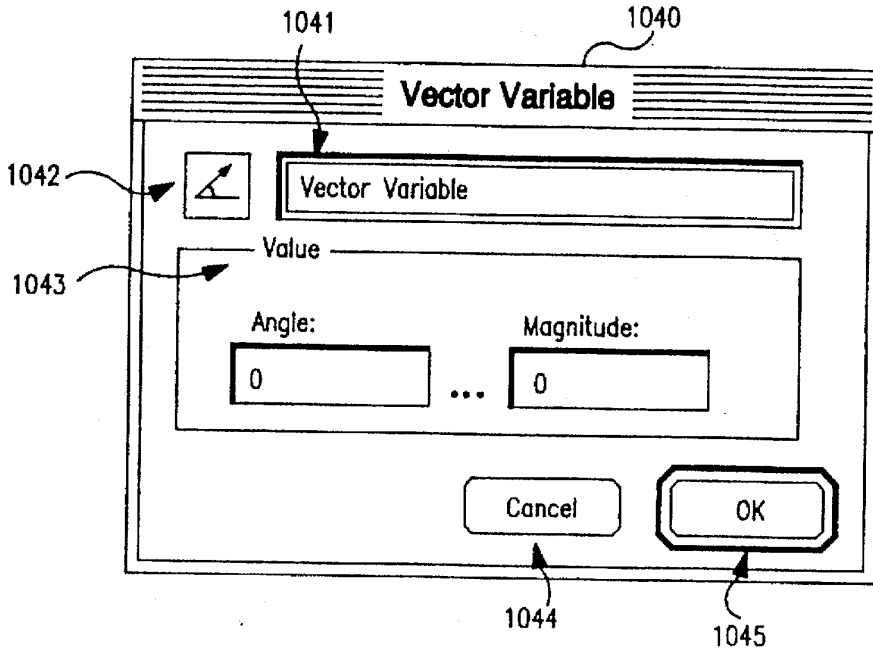 1041
1040
Vector Variable
1042
Vector Variable
Value
1043
Angle: Magnitude:
0 ... 0
Cancel OK
1044
1045